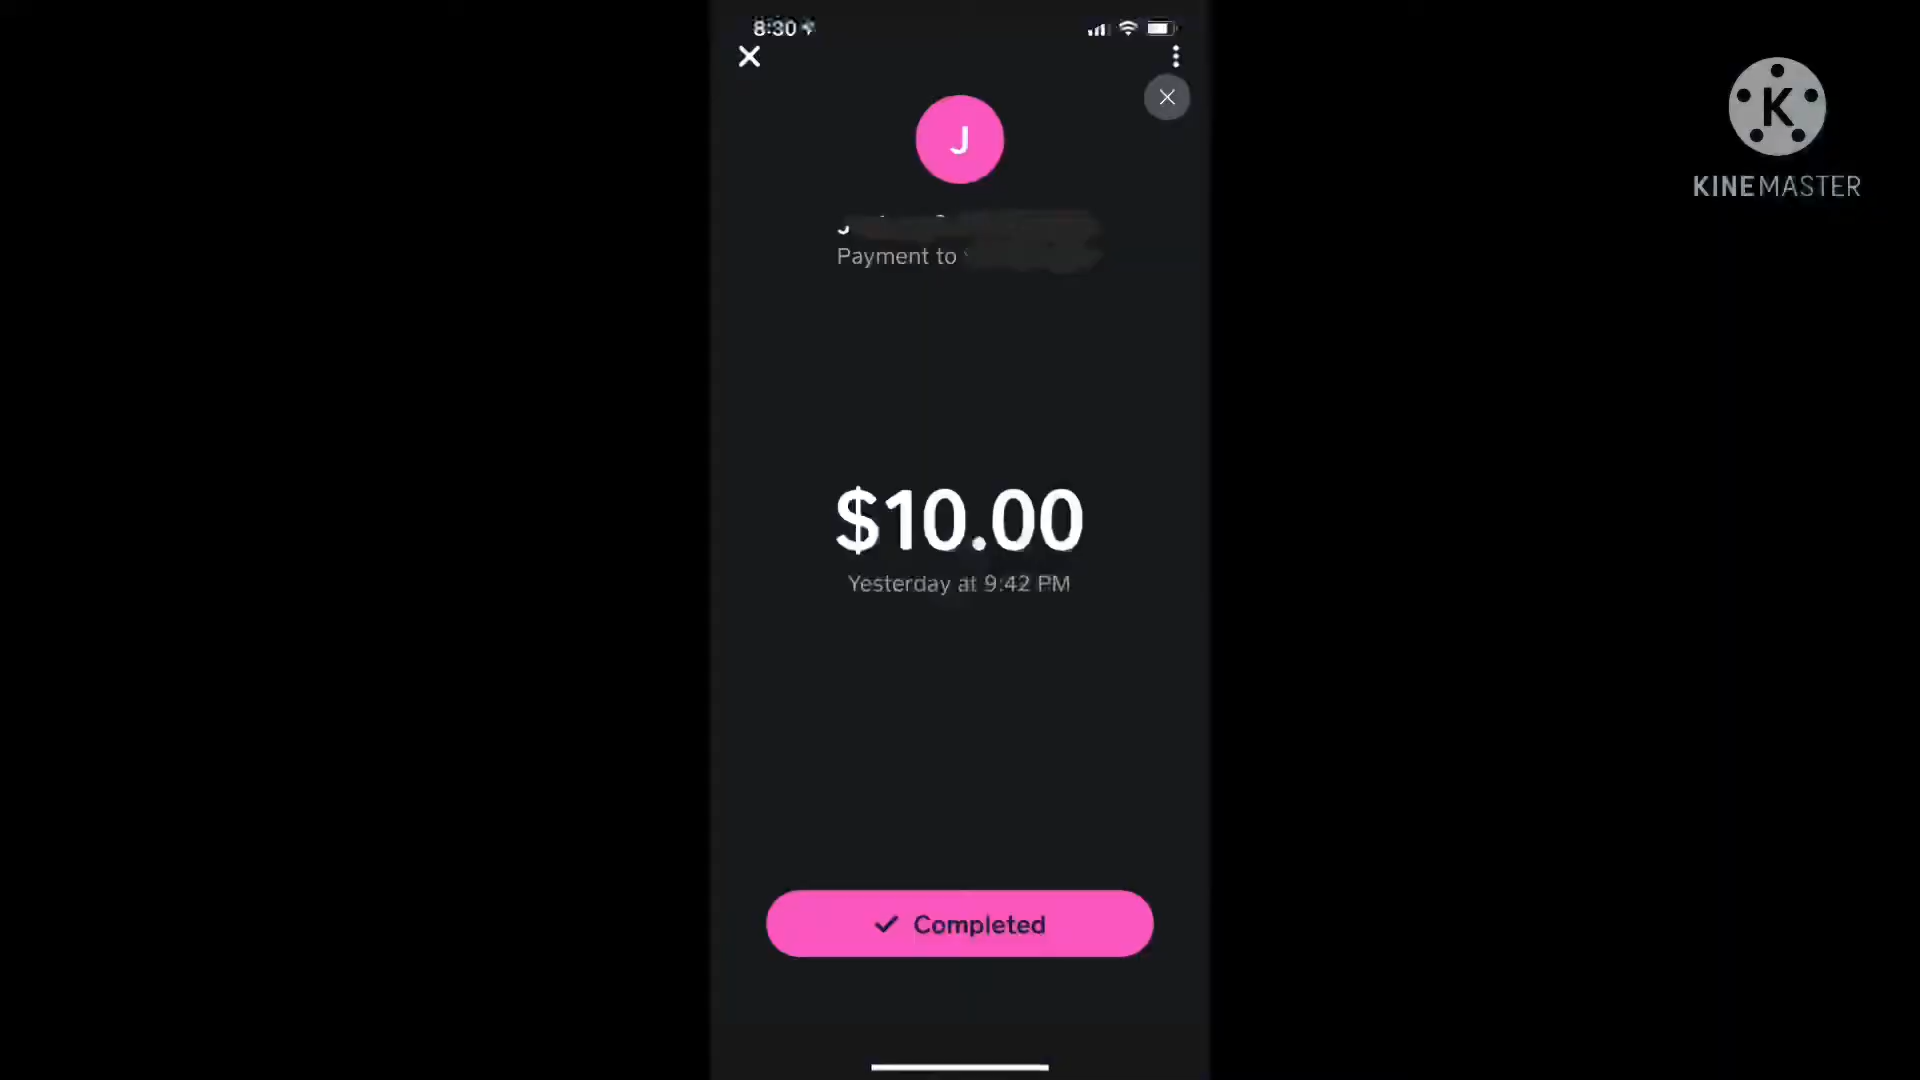 8:30
J
KINEMASTER
J
Payment to
$10.00
Yesterday at 9:42 PM
Completed